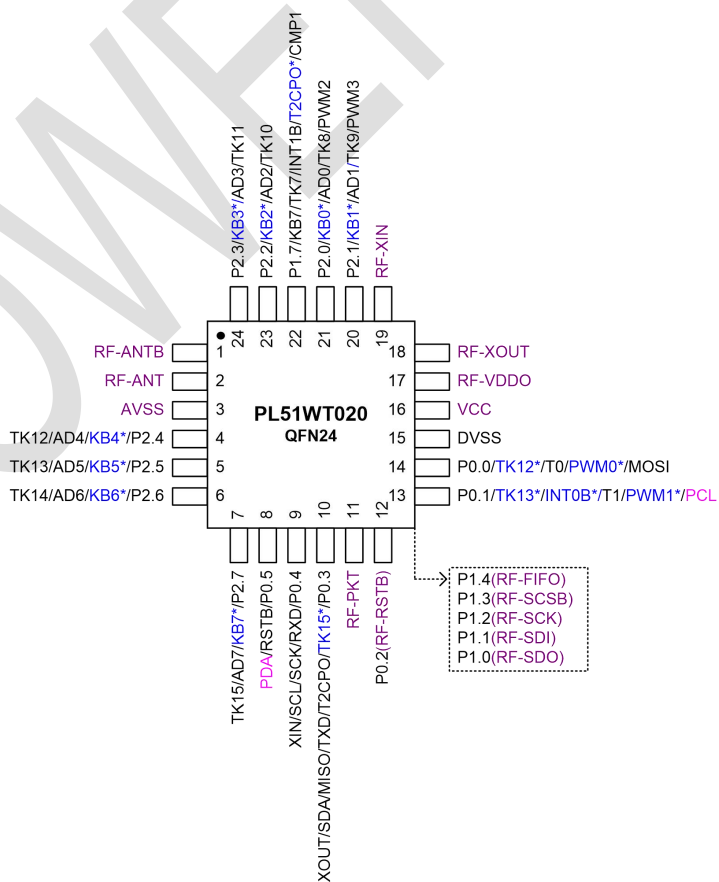 P2.3/KB3*/AD3/TK11
P2.2/KB2*/AD2/TK10
P1.7/KB7/TK7/INT1B/T2CPO*/CMP1
P2.0/KB0*/AD0/TK8/PWM2
P2.1/KB1*/AD1/TK9/PWM3
RF-XIN
24
23
22
21
20
19
RF-ANTB 1
RF-ANT 2
AVSS 3
TK12/AD4/KB4*/P2.4 4
TK13/AD5/KB5*/P2.5 5
TK14/AD6/KB6*/P2.6 6
PL51WT020
QFN24
18 RF-XOUT
17 RF-VDDO
16 VCC
15 DVSS
14 P0.0/TK12*/T0/PWM0*/MOSI
13 P0.1/TK13*/INT0B*/T1/PWM1*/PCL
7
8
9
10
11
12
TK15/AD7/KB7*/P2.7
PDA/RSTB/P0.5
XIN/SCL/SCK/RXD/P0.4
XOUT/SDA/MISO/TXD/T2CPO/TK15*/P0.3
RF-PKT
P0.2(RF-RSTB)
P1.4(RF-FIFO)
P1.3(RF-SCSB)
P1.2(RF-SCK)
P1.1(RF-SDI)
P1.0(RF-SDO)